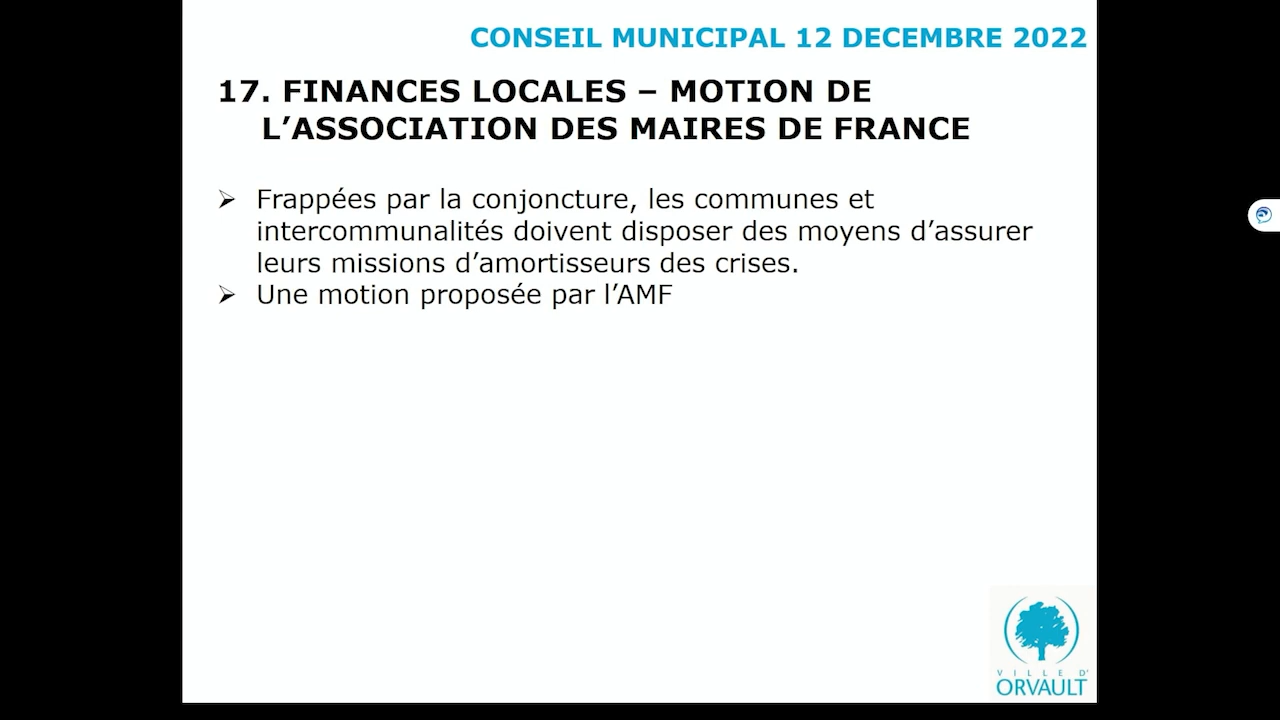 CONSEIL MUNICIPAL 12 DECEMBRE 2022
17. FINANCES LOCALES – MOTION DE
L’ASSOCIATION DES MAIRES DE FRANCE
➢ Frappées par la conjoncture, les communes et
intercommunalités doivent disposer des moyens d’assurer
leurs missions d’amortisseurs des crises.
➢ Une motion proposée par l’AMF
VILLE D'
ORVAULT